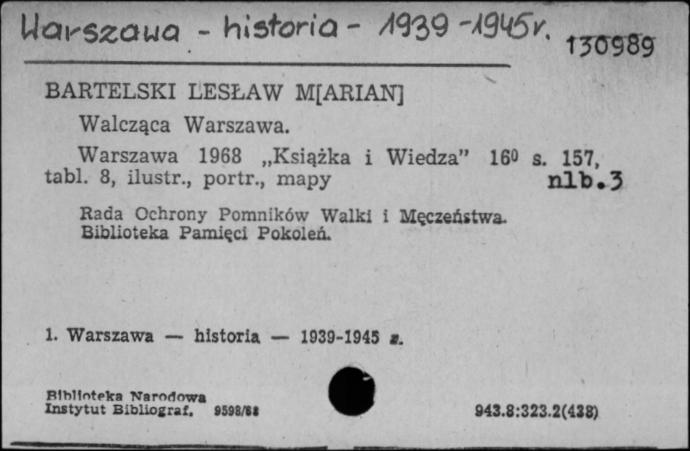 Warszawa - historia - 1939-1945r.
130989
BARTELSKI LESŁAW M[ARIAN]
Walcząca Warszawa.
Warszawa 1968 „Książka i Wiedza” 16⁰ s. 157,
tabl. 8, ilustr., portr., mapy nlb.3
Rada Ochrony Pomników Walki i Męczeństwa.
Biblioteka Pamięci Pokoleń.
1. Warszawa — historia — 1939-1945 r.
Biblioteka Narodowa
Instytut Bibliograf. 9598/68
943.8:323.2(438)